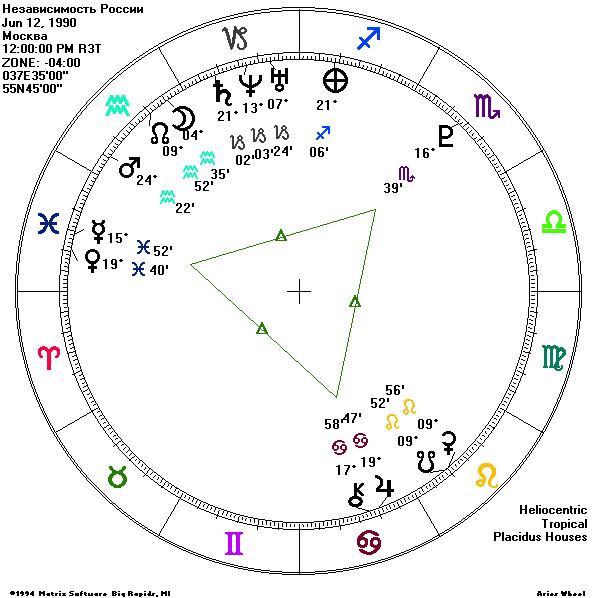 Независимость России
Jun 12, 1990
Москва
12:00:00 PM R3T
ZONE: -04:00
037E35'00"
55N45'00"
21° 13° 07° 21°
04° 02' 03' 24' 06' 16°
09° 35' 39'
24° 52'
22'
15° 52'
19° 40'
56'
52'
58' 47' 09°
09°
17° 19°
Heliocentric
Tropical
Placidus Houses
©1994 Matrix Software Big Rapids, MI
Aries Wheel